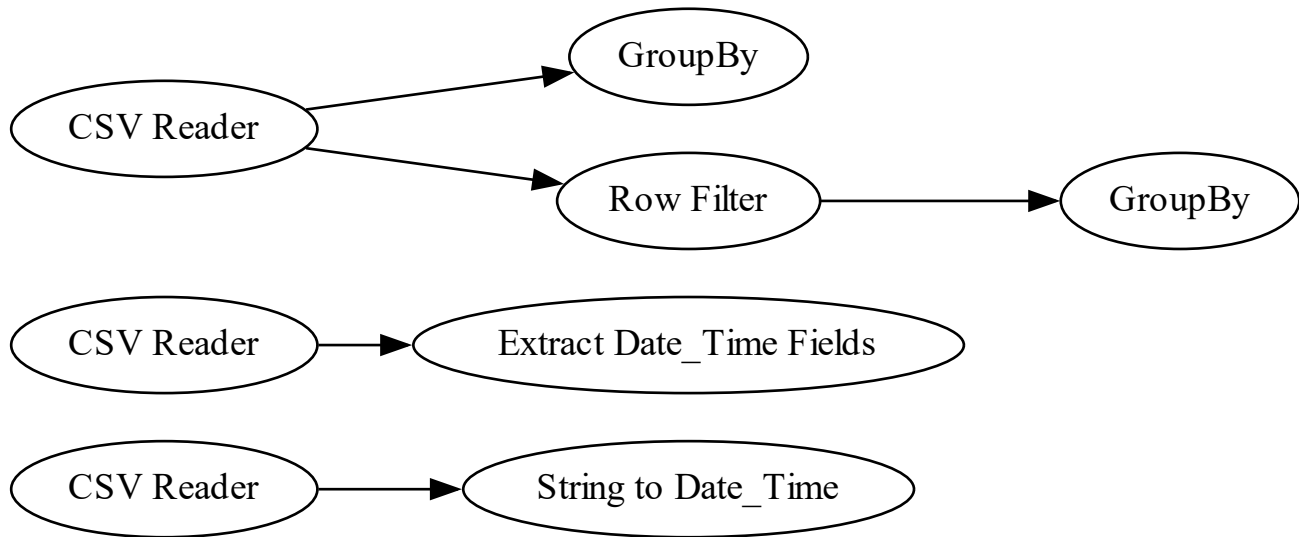 GroupBy
CSV Reader
Row Filter
GroupBy
CSV Reader
Extract Date_Time Fields
CSV Reader
String to Date_Time